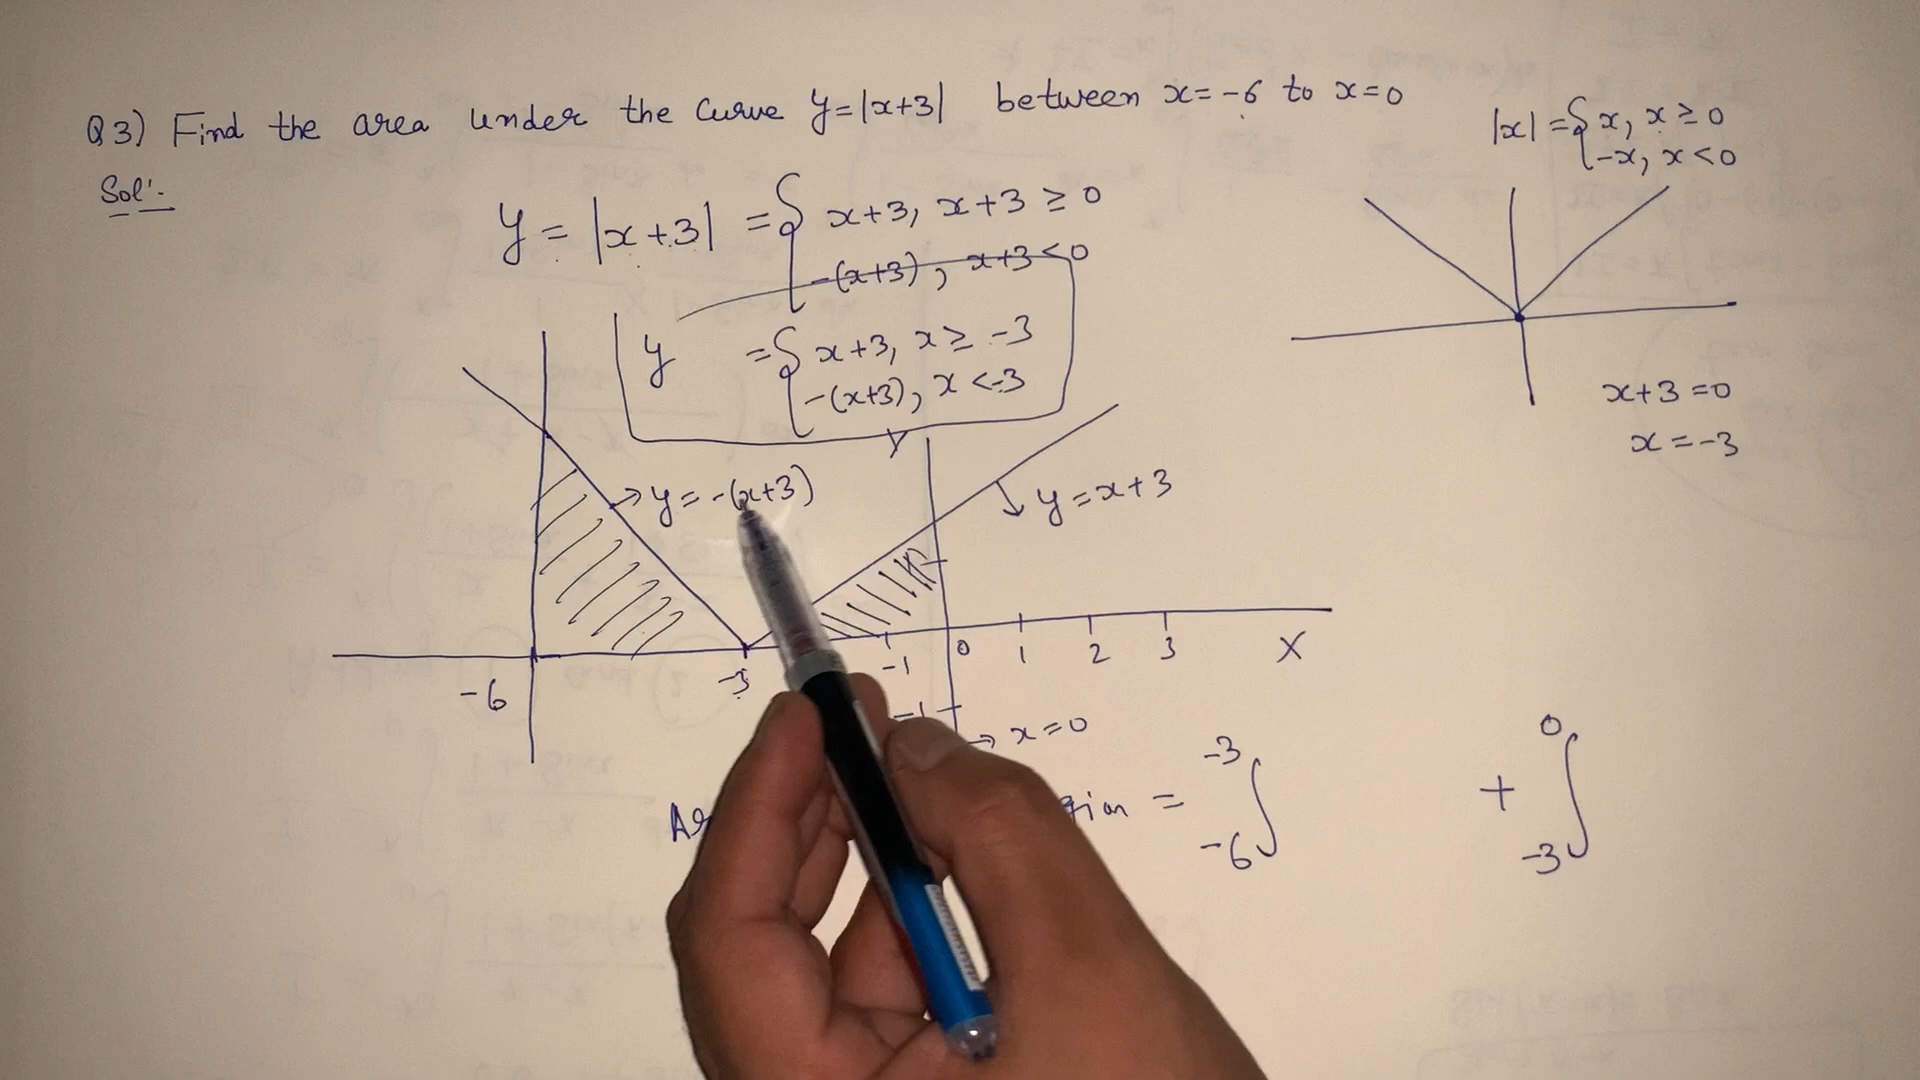 Q3) Find the area under the curve y=|x+3| between x=-6 to x=0
|x| = { x, x ≥ 0
-x, x < 0
Sol:-
y = |x+3| = { x+3, x+3 ≥ 0
-(x+3), x+3 < 0
y = { x+3, x ≥ -3
-(x+3), x < -3
x+3 = 0
x = -3
Y
→ y = -(x+3)
↓ y = x+3
-6 -3 -1 0 1 2 3 X
-1
→ x = 0
= ∫_{-6}^{-3} + ∫_{-3}^{0}